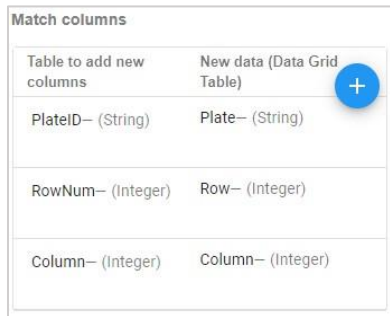 Match columns
Table to add new New data (Data Grid
columns Table)
PlateID— (String) Plate— (String)
RowNum— (Integer) Row— (Integer)
Column— (Integer) Column— (Integer)